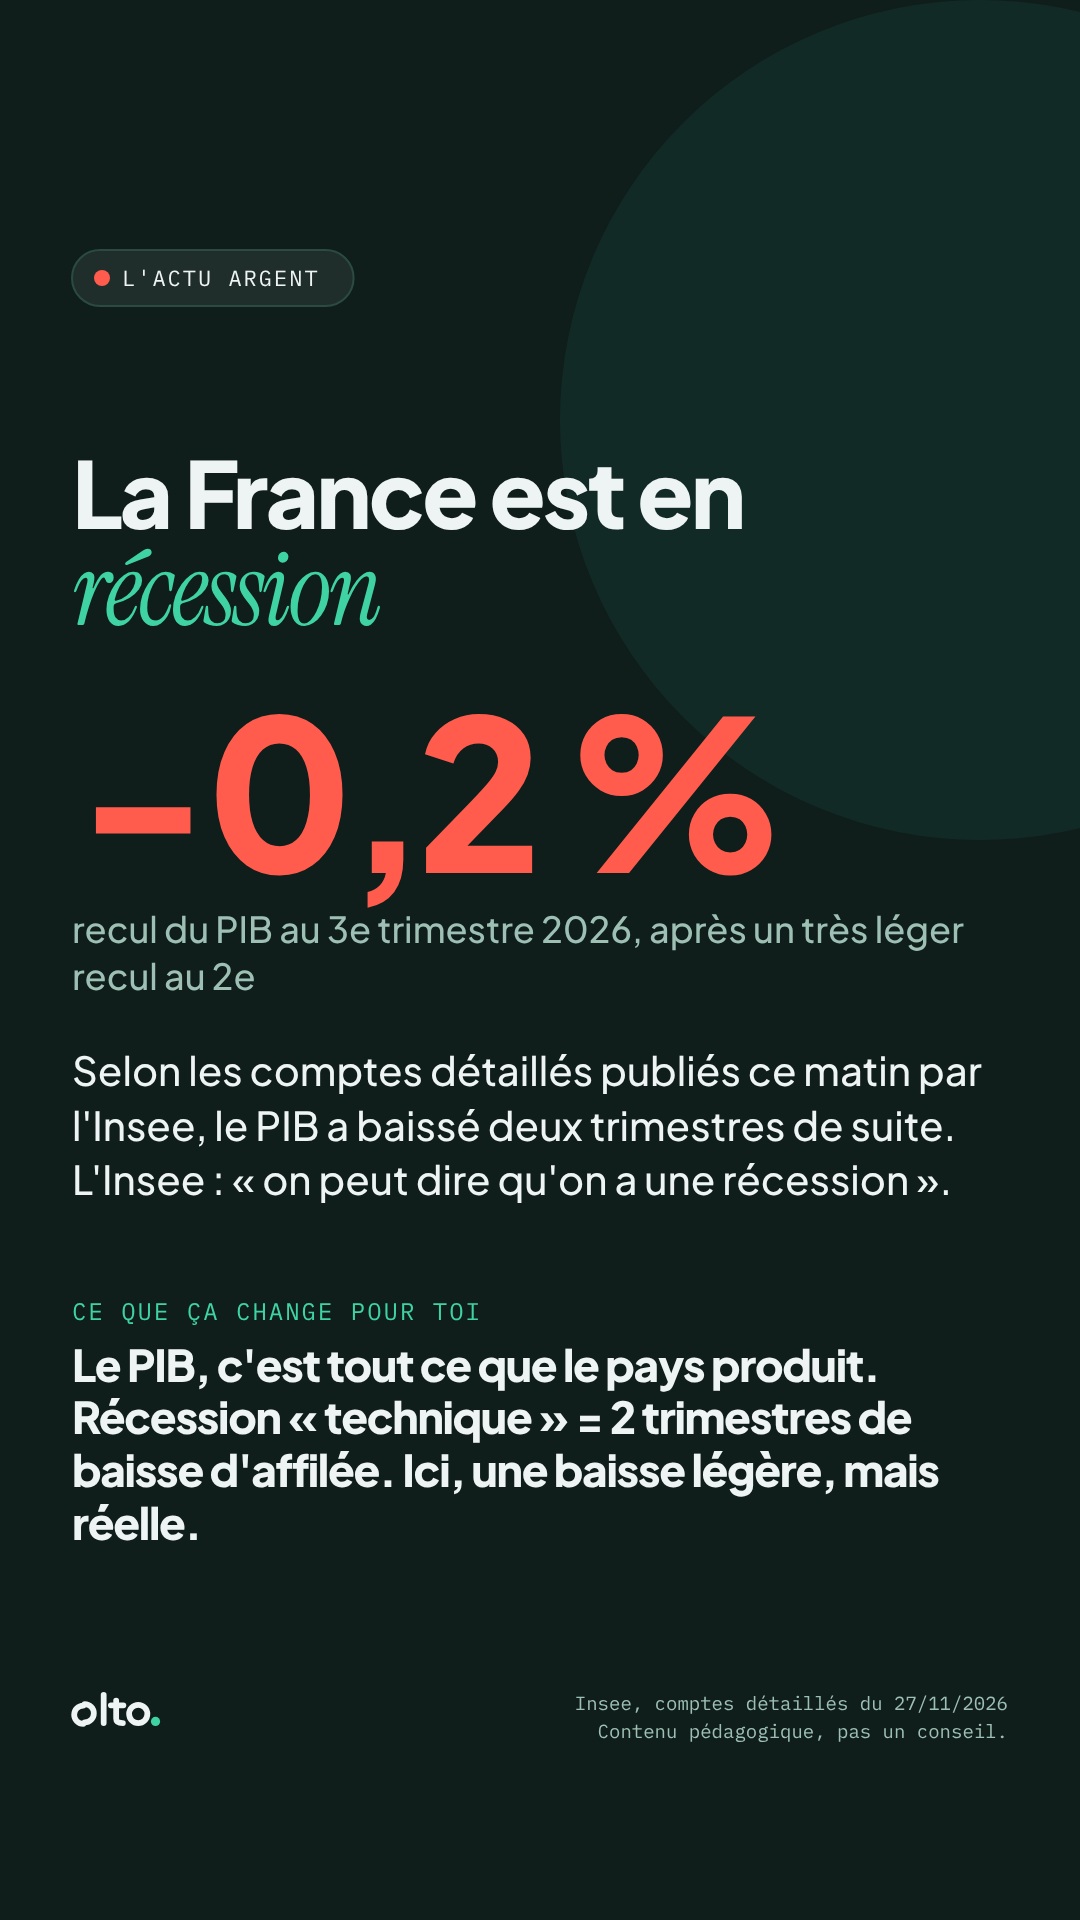 L'ACTU ARGENT
La France est en
récession
−0,2 %
recul du PIB au 3e trimestre 2026, après un très léger
recul au 2e
Selon les comptes détaillés publiés ce matin par
l'Insee, le PIB a baissé deux trimestres de suite.
L'Insee : « on peut dire qu'on a une récession ».
CE QUE ÇA CHANGE POUR TOI
Le PIB, c'est tout ce que le pays produit.
Récession « technique » = 2 trimestres de
baisse d'affilée. Ici, une baisse légère, mais
réelle.
olto.
Insee, comptes détaillés du 27/11/2026
Contenu pédagogique, pas un conseil.